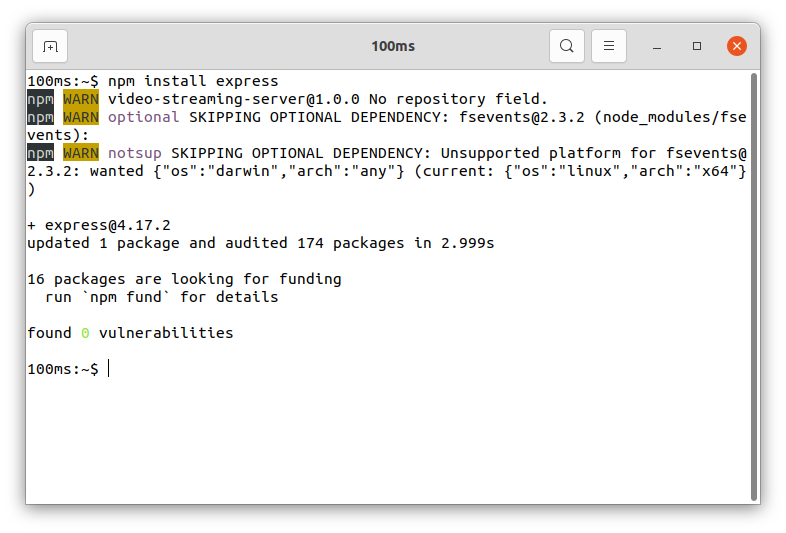 100ms
100ms:~$ npm install express
npm WARN video-streaming-server@1.0.0 No repository field.
npm WARN optional SKIPPING OPTIONAL DEPENDENCY: fsevents@2.3.2 (node_modules/fse
vents):
npm WARN notsup SKIPPING OPTIONAL DEPENDENCY: Unsupported platform for fsevents@
2.3.2: wanted {"os":"darwin","arch":"any"} (current: {"os":"linux","arch":"x64"}
)
+ express@4.17.2
updated 1 package and audited 174 packages in 2.999s
16 packages are looking for funding
  run `npm fund` for details
found 0 vulnerabilities
100ms:~$